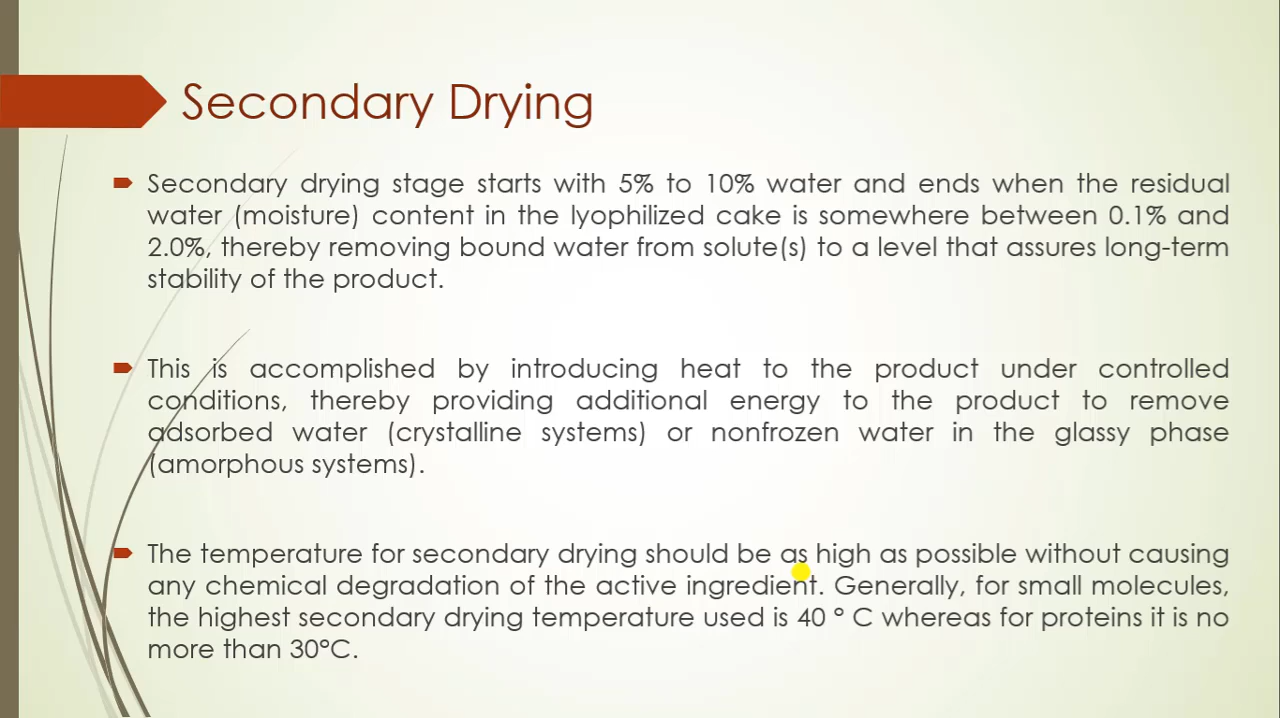 Secondary Drying
Secondary drying stage starts with 5% to 10% water and ends when the residual
water (moisture) content in the lyophilized cake is somewhere between 0.1% and
2.0%, thereby removing bound water from solute(s) to a level that assures long-term
stability of the product.
This is accomplished by introducing heat to the product under controlled
conditions, thereby providing additional energy to the product to remove
adsorbed water (crystalline systems) or nonfrozen water in the glassy phase
(amorphous systems).
The temperature for secondary drying should be as high as possible without causing
any chemical degradation of the active ingredient. Generally, for small molecules,
the highest secondary drying temperature used is 40 ° C whereas for proteins it is no
more than 30°C.